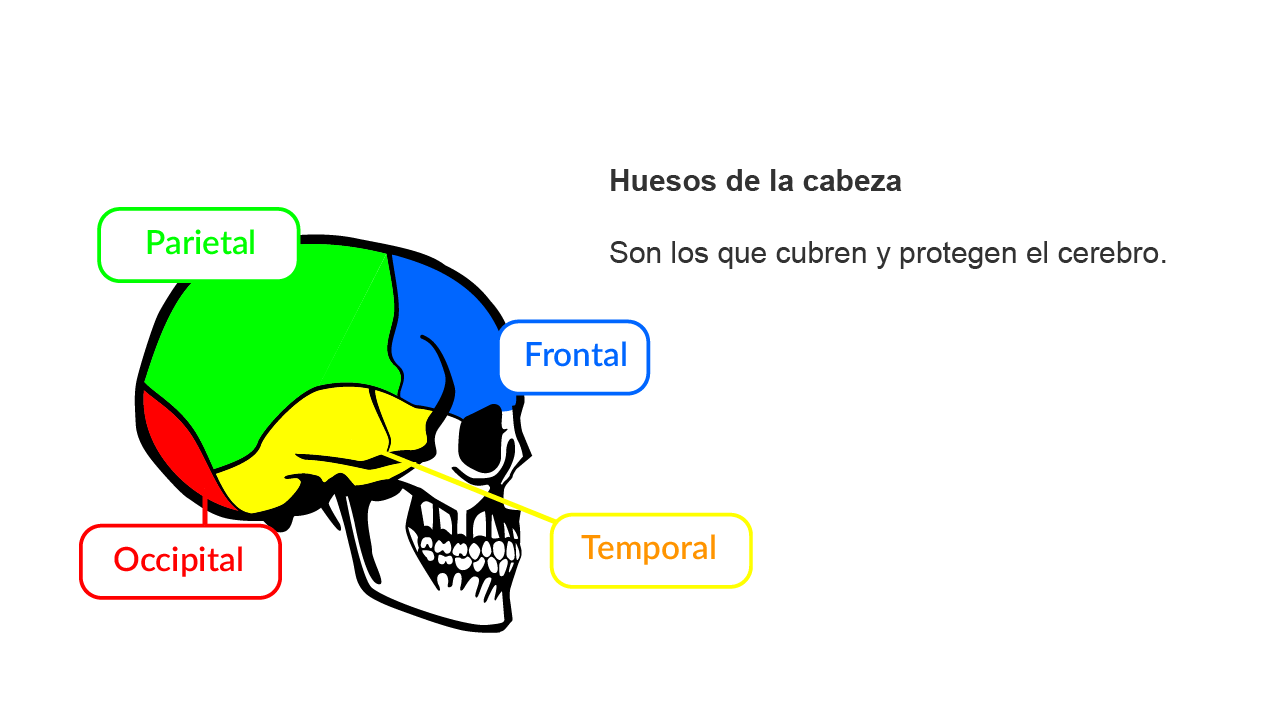 Huesos de la cabeza
Son los que cubren y protegen el cerebro.
Parietal
Frontal
Temporal
Occipital